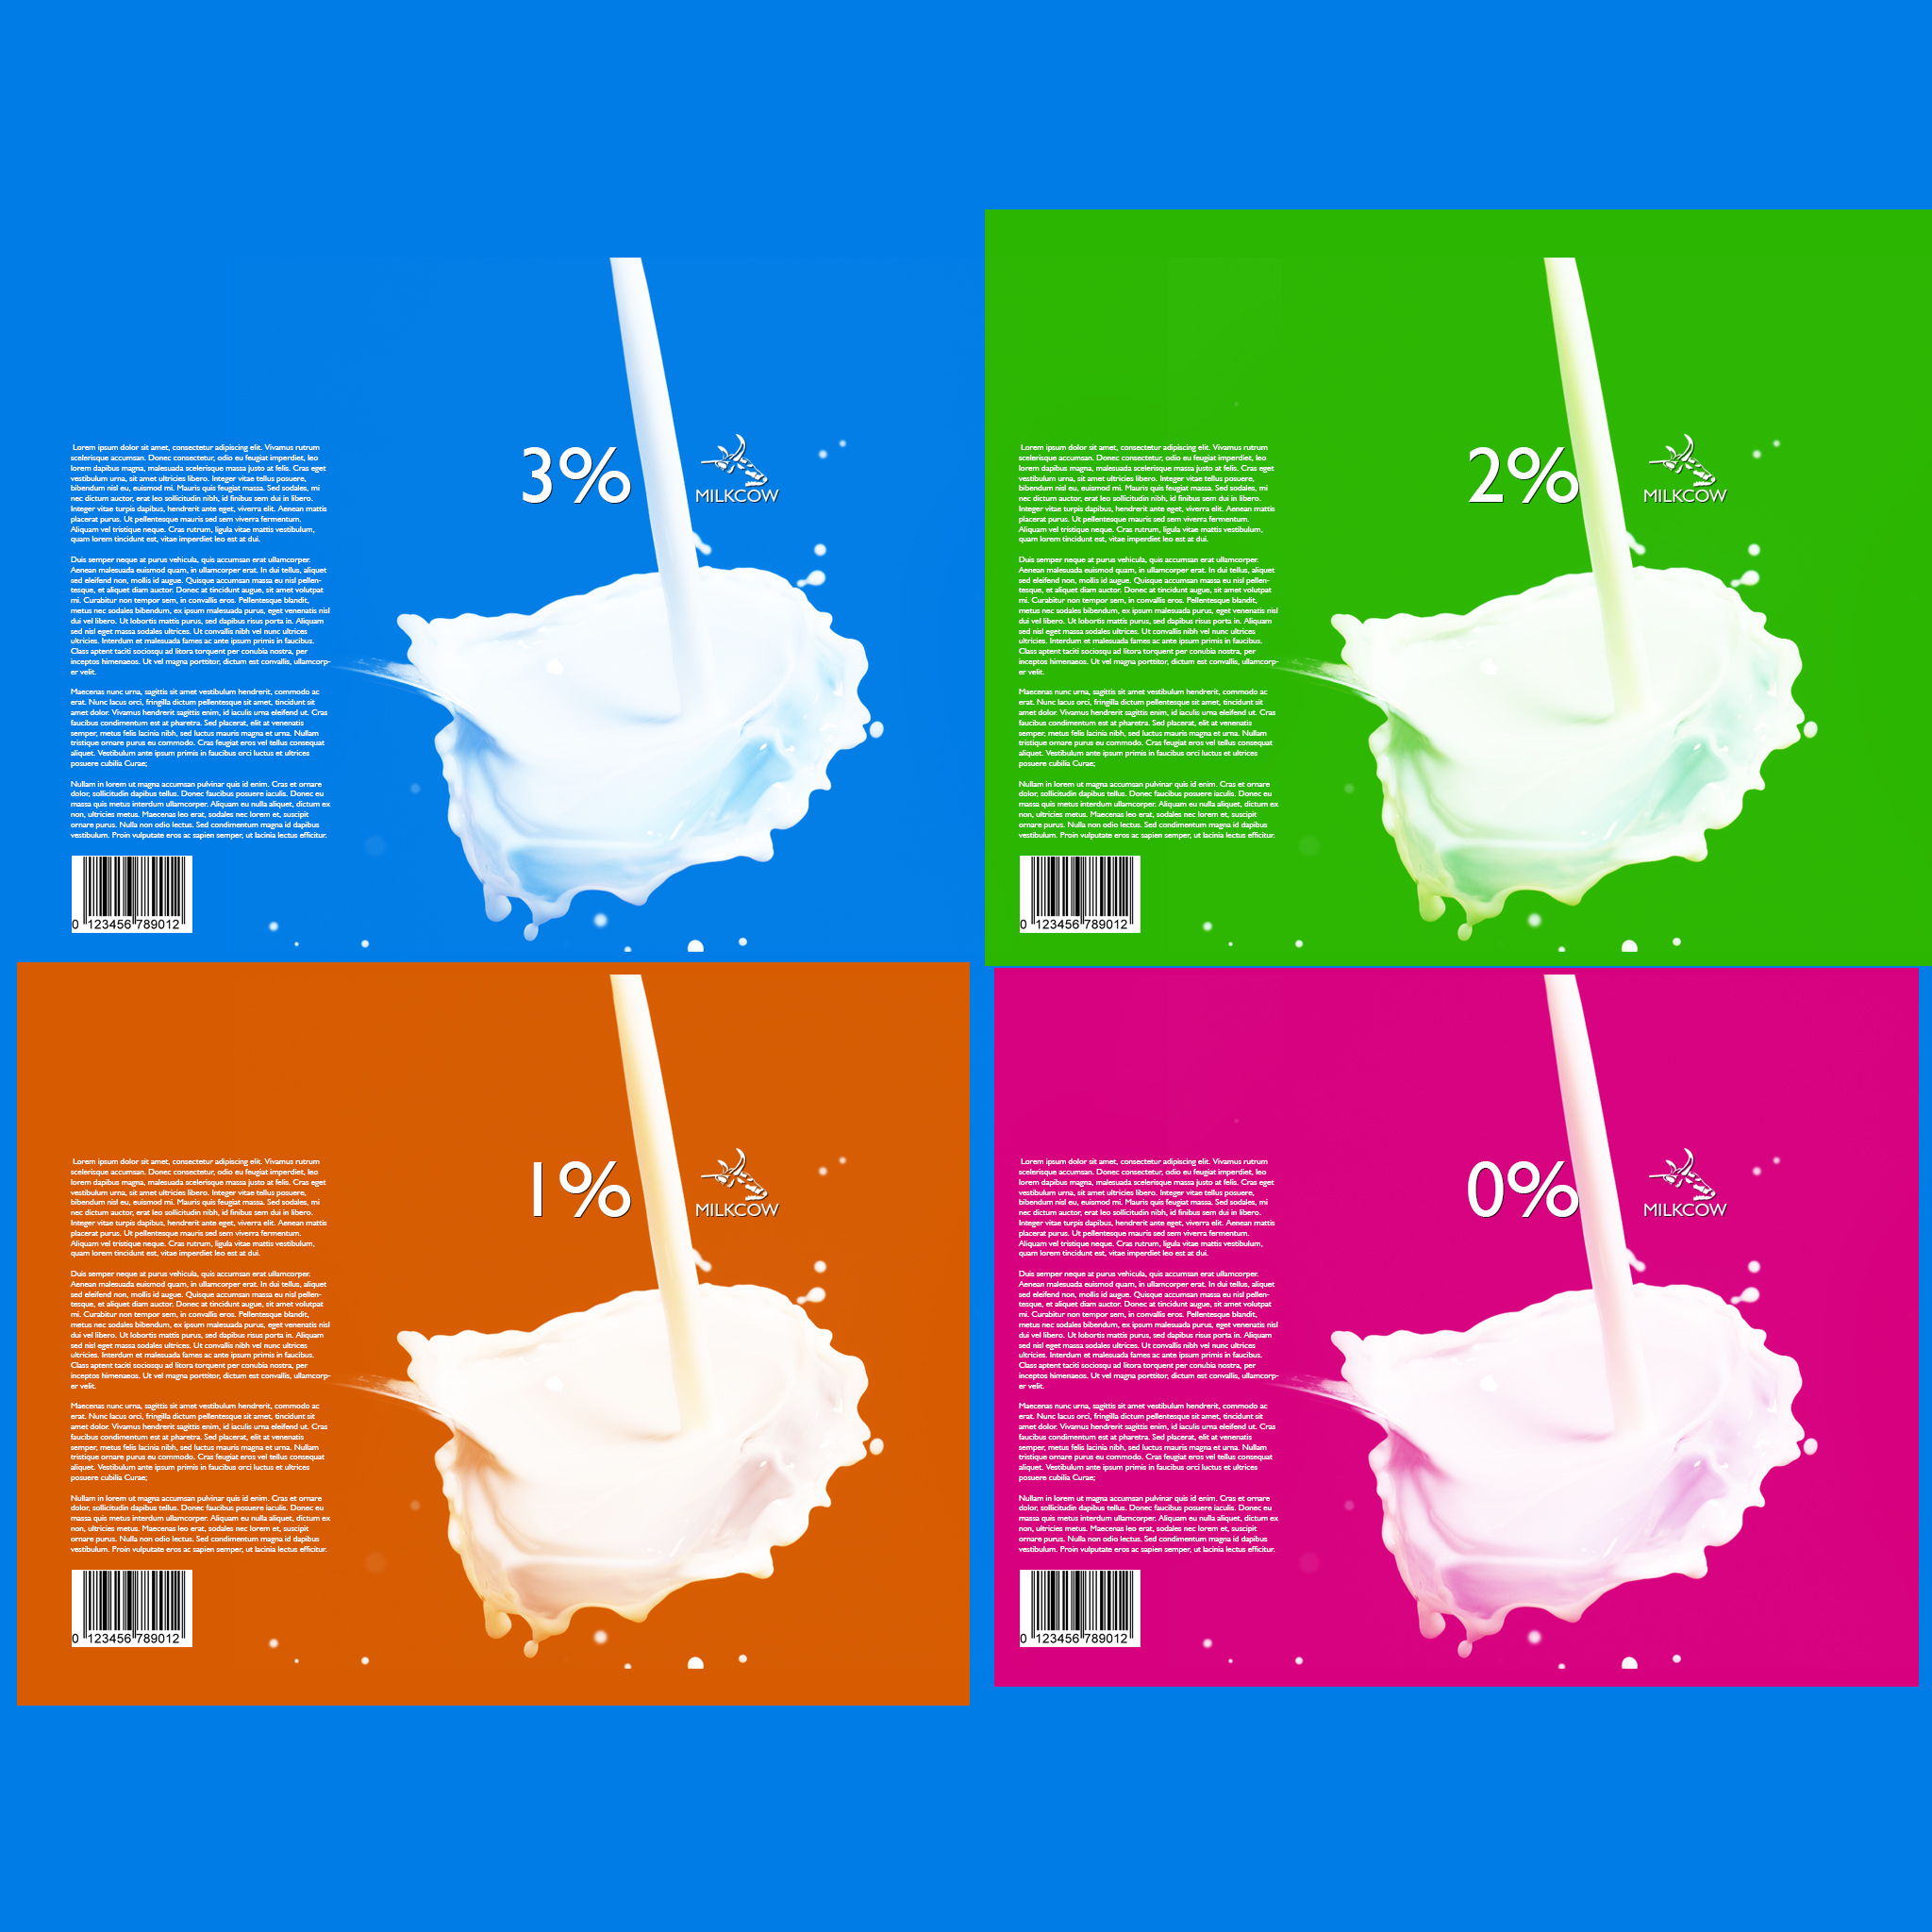 Lorem ipsum dolor sit amet, consectetur adipiscing elit. Vivamus rutrum
scelerisque accumsan. Donec consectetur, odio eu feugiat imperdiet, leo
lorem dapibus magna, malesuada scelerisque massa justo at felis. Cras eget
vestibulum urna, sit amet ultricies libero. Integer vitae tellus posuere,
bibendum nisl eu, euismod mi. Mauris quis feugiat massa. Sed sodales, mi
nec dictum auctor, erat leo sollicitudin nibh, id finibus sem dui in libero.
Integer vitae turpis dapibus, hendrerit ante eget, viverra elit. Aenean mattis
placerat purus. Ut pellentesque mauris sed sem viverra fermentum.
Aliquam vel tristique neque. Cras rutrum, ligula vitae mattis vestibulum,
quam lorem tincidunt est, vitae imperdiet leo est at dui.
Duis semper neque at purus vehicula, quis accumsan erat ullamcorper.
Aenean malesuada euismod quam, in ullamcorper erat. In dui tellus, aliquet
sed eleifend non, mollis id augue. Quisque accumsan massa eu nisl pellen-
tesque, et aliquet diam auctor. Donec at tincidunt augue, sit amet volutpat
mi. Curabitur non tempor sem, in convallis eros. Pellentesque blandit,
metus nec sodales bibendum, ex ipsum malesuada purus, eget venenatis nisl
dui vel libero. Ut lobortis mattis purus, sed dapibus risus porta in. Aliquam
sed nisl eget massa sodales ultrices. Ut convallis nibh vel nunc ultrices
ultricies. Interdum et malesuada fames ac ante ipsum primis in faucibus.
Class aptent taciti sociosqu ad litora torquent per conubia nostra, per
inceptos himenaeos. Ut vel magna porttitor, dictum est convallis, ullamcorp-
er velit.
Maecenas nunc urna, sagittis sit amet vestibulum hendrerit, commodo ac
erat. Nunc lacus orci, fringilla dictum pellentesque sit amet, tincidunt sit
amet dolor. Vivamus hendrerit sagittis enim, id iaculis urna eleifend ut. Cras
faucibus condimentum est at pharetra. Sed placerat, elit at venenatis
semper, metus felis lacinia nibh, sed luctus mauris magna et urna. Nullam
tristique ornare purus eu commodo. Cras feugiat eros vel tellus consequat
aliquet. Vestibulum ante ipsum primis in faucibus orci luctus et ultrices
posuere cubilia Curae;
Nullam in lorem ut magna accumsan pulvinar quis id enim. Cras et ornare
dolor, sollicitudin dapibus tellus. Donec faucibus posuere iaculis. Donec eu
massa quis metus interdum ullamcorper. Aliquam eu nulla aliquet, dictum ex
non, ultricies metus. Maecenas leo erat, sodales nec lorem et, suscipit
ornare purus. Nulla non odio lectus. Sed condimentum magna id dapibus
vestibulum. Proin vulputate eros ac sapien semper, ut lacinia lectus efficitur.
0 123456 789012
3%
MILKCOW
Lorem ipsum dolor sit amet, consectetur adipiscing elit. Vivamus rutrum
scelerisque accumsan. Donec consectetur, odio eu feugiat imperdiet, leo
lorem dapibus magna, malesuada scelerisque massa justo at felis. Cras eget
vestibulum urna, sit amet ultricies libero. Integer vitae tellus posuere,
bibendum nisl eu, euismod mi. Mauris quis feugiat massa. Sed sodales, mi
nec dictum auctor, erat leo sollicitudin nibh, id finibus sem dui in libero.
Integer vitae turpis dapibus, hendrerit ante eget, viverra elit. Aenean mattis
placerat purus. Ut pellentesque mauris sed sem viverra fermentum.
Aliquam vel tristique neque. Cras rutrum, ligula vitae mattis vestibulum,
quam lorem tincidunt est, vitae imperdiet leo est at dui.
Duis semper neque at purus vehicula, quis accumsan erat ullamcorper.
Aenean malesuada euismod quam, in ullamcorper erat. In dui tellus, aliquet
sed eleifend non, mollis id augue. Quisque accumsan massa eu nisl pellen-
tesque, et aliquet diam auctor. Donec at tincidunt augue, sit amet volutpat
mi. Curabitur non tempor sem, in convallis eros. Pellentesque blandit,
metus nec sodales bibendum, ex ipsum malesuada purus, eget venenatis nisl
dui vel libero. Ut lobortis mattis purus, sed dapibus risus porta in. Aliquam
sed nisl eget massa sodales ultrices. Ut convallis nibh vel nunc ultrices
ultricies. Interdum et malesuada fames ac ante ipsum primis in faucibus.
Class aptent taciti sociosqu ad litora torquent per conubia nostra, per
inceptos himenaeos. Ut vel magna porttitor, dictum est convallis, ullamcorp-
er velit.
Maecenas nunc urna, sagittis sit amet vestibulum hendrerit, commodo ac
erat. Nunc lacus orci, fringilla dictum pellentesque sit amet, tincidunt sit
amet dolor. Vivamus hendrerit sagittis enim, id iaculis urna eleifend ut. Cras
faucibus condimentum est at pharetra. Sed placerat, elit at venenatis
semper, metus felis lacinia nibh, sed luctus mauris magna et urna. Nullam
tristique ornare purus eu commodo. Cras feugiat eros vel tellus consequat
aliquet. Vestibulum ante ipsum primis in faucibus orci luctus et ultrices
posuere cubilia Curae;
Nullam in lorem ut magna accumsan pulvinar quis id enim. Cras et ornare
dolor, sollicitudin dapibus tellus. Donec faucibus posuere iaculis. Donec eu
massa quis metus interdum ullamcorper. Aliquam eu nulla aliquet, dictum ex
non, ultricies metus. Maecenas leo erat, sodales nec lorem et, suscipit
ornare purus. Nulla non odio lectus. Sed condimentum magna id dapibus
vestibulum. Proin vulputate eros ac sapien semper, ut lacinia lectus efficitur.
0 123456 789012
2%
MILKCOW
Lorem ipsum dolor sit amet, consectetur adipiscing elit. Vivamus rutrum
scelerisque accumsan. Donec consectetur, odio eu feugiat imperdiet, leo
lorem dapibus magna, malesuada scelerisque massa justo at felis. Cras eget
vestibulum urna, sit amet ultricies libero. Integer vitae tellus posuere,
bibendum nisl eu, euismod mi. Mauris quis feugiat massa. Sed sodales, mi
nec dictum auctor, erat leo sollicitudin nibh, id finibus sem dui in libero.
Integer vitae turpis dapibus, hendrerit ante eget, viverra elit. Aenean mattis
placerat purus. Ut pellentesque mauris sed sem viverra fermentum.
Aliquam vel tristique neque. Cras rutrum, ligula vitae mattis vestibulum,
quam lorem tincidunt est, vitae imperdiet leo est at dui.
Duis semper neque at purus vehicula, quis accumsan erat ullamcorper.
Aenean malesuada euismod quam, in ullamcorper erat. In dui tellus, aliquet
sed eleifend non, mollis id augue. Quisque accumsan massa eu nisl pellen-
tesque, et aliquet diam auctor. Donec at tincidunt augue, sit amet volutpat
mi. Curabitur non tempor sem, in convallis eros. Pellentesque blandit,
metus nec sodales bibendum, ex ipsum malesuada purus, eget venenatis nisl
dui vel libero. Ut lobortis mattis purus, sed dapibus risus porta in. Aliquam
sed nisl eget massa sodales ultrices. Ut convallis nibh vel nunc ultrices
ultricies. Interdum et malesuada fames ac ante ipsum primis in faucibus.
Class aptent taciti sociosqu ad litora torquent per conubia nostra, per
inceptos himenaeos. Ut vel magna porttitor, dictum est convallis, ullamcorp-
er velit.
Maecenas nunc urna, sagittis sit amet vestibulum hendrerit, commodo ac
erat. Nunc lacus orci, fringilla dictum pellentesque sit amet, tincidunt sit
amet dolor. Vivamus hendrerit sagittis enim, id iaculis urna eleifend ut. Cras
faucibus condimentum est at pharetra. Sed placerat, elit at venenatis
semper, metus felis lacinia nibh, sed luctus mauris magna et urna. Nullam
tristique ornare purus eu commodo. Cras feugiat eros vel tellus consequat
aliquet. Vestibulum ante ipsum primis in faucibus orci luctus et ultrices
posuere cubilia Curae;
Nullam in lorem ut magna accumsan pulvinar quis id enim. Cras et ornare
dolor, sollicitudin dapibus tellus. Donec faucibus posuere iaculis. Donec eu
massa quis metus interdum ullamcorper. Aliquam eu nulla aliquet, dictum ex
non, ultricies metus. Maecenas leo erat, sodales nec lorem et, suscipit
ornare purus. Nulla non odio lectus. Sed condimentum magna id dapibus
vestibulum. Proin vulputate eros ac sapien semper, ut lacinia lectus efficitur.
0 123456 789012
1%
MILKCOW
Lorem ipsum dolor sit amet, consectetur adipiscing elit. Vivamus rutrum
scelerisque accumsan. Donec consectetur, odio eu feugiat imperdiet, leo
lorem dapibus magna, malesuada scelerisque massa justo at felis. Cras eget
vestibulum urna, sit amet ultricies libero. Integer vitae tellus posuere,
bibendum nisl eu, euismod mi. Mauris quis feugiat massa. Sed sodales, mi
nec dictum auctor, erat leo sollicitudin nibh, id finibus sem dui in libero.
Integer vitae turpis dapibus, hendrerit ante eget, viverra elit. Aenean mattis
placerat purus. Ut pellentesque mauris sed sem viverra fermentum.
Aliquam vel tristique neque. Cras rutrum, ligula vitae mattis vestibulum,
quam lorem tincidunt est, vitae imperdiet leo est at dui.
Duis semper neque at purus vehicula, quis accumsan erat ullamcorper.
Aenean malesuada euismod quam, in ullamcorper erat. In dui tellus, aliquet
sed eleifend non, mollis id augue. Quisque accumsan massa eu nisl pellen-
tesque, et aliquet diam auctor. Donec at tincidunt augue, sit amet volutpat
mi. Curabitur non tempor sem, in convallis eros. Pellentesque blandit,
metus nec sodales bibendum, ex ipsum malesuada purus, eget venenatis nisl
dui vel libero. Ut lobortis mattis purus, sed dapibus risus porta in. Aliquam
sed nisl eget massa sodales ultrices. Ut convallis nibh vel nunc ultrices
ultricies. Interdum et malesuada fames ac ante ipsum primis in faucibus.
Class aptent taciti sociosqu ad litora torquent per conubia nostra, per
inceptos himenaeos. Ut vel magna porttitor, dictum est convallis, ullamcorp-
er velit.
Maecenas nunc urna, sagittis sit amet vestibulum hendrerit, commodo ac
erat. Nunc lacus orci, fringilla dictum pellentesque sit amet, tincidunt sit
amet dolor. Vivamus hendrerit sagittis enim, id iaculis urna eleifend ut. Cras
faucibus condimentum est at pharetra. Sed placerat, elit at venenatis
semper, metus felis lacinia nibh, sed luctus mauris magna et urna. Nullam
tristique ornare purus eu commodo. Cras feugiat eros vel tellus consequat
aliquet. Vestibulum ante ipsum primis in faucibus orci luctus et ultrices
posuere cubilia Curae;
Nullam in lorem ut magna accumsan pulvinar quis id enim. Cras et ornare
dolor, sollicitudin dapibus tellus. Donec faucibus posuere iaculis. Donec eu
massa quis metus interdum ullamcorper. Aliquam eu nulla aliquet, dictum ex
non, ultricies metus. Maecenas leo erat, sodales nec lorem et, suscipit
ornare purus. Nulla non odio lectus. Sed condimentum magna id dapibus
vestibulum. Proin vulputate eros ac sapien semper, ut lacinia lectus efficitur.
0 123456 789012
0%
MILKCOW